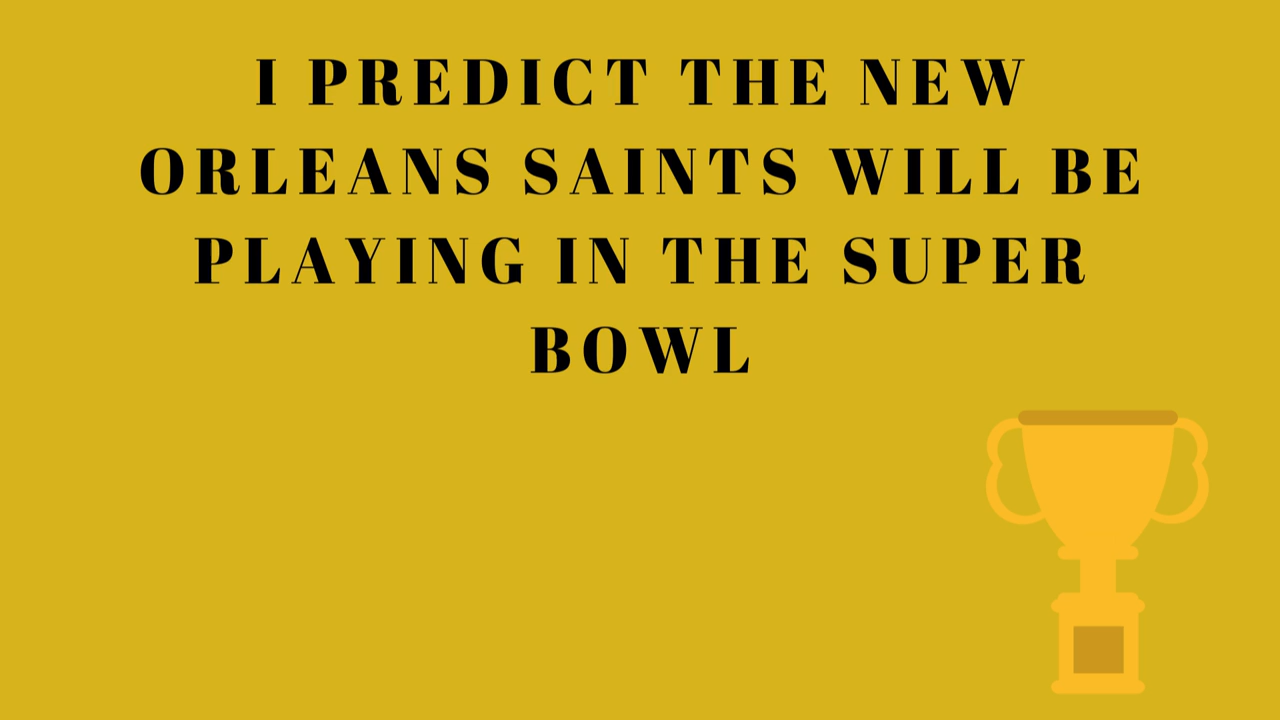 I PREDICT THE NEW
ORLEANS SAINTS WILL BE
PLAYING IN THE SUPER
BOWL